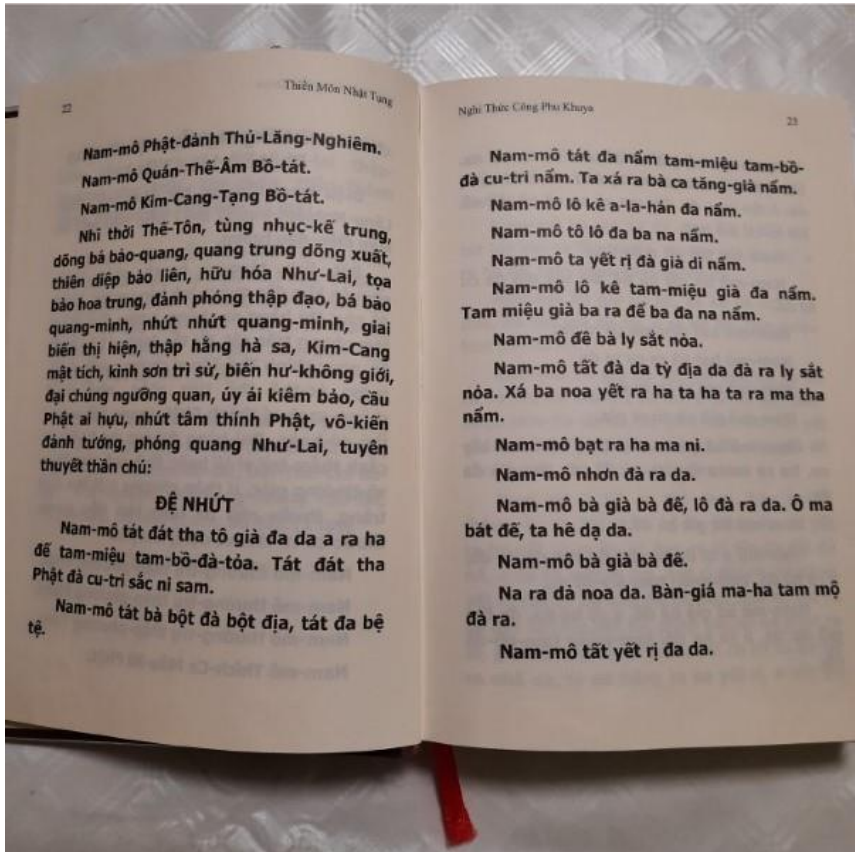 22
Thiền Môn Nhật Tụng
Nam-mô Phật-đảnh Thủ-Lăng-Nghiêm.
Nam-mô Quán-Thế-Âm Bồ-tát.
Nam-mô Kim-Cang-Tạng Bồ-tát.
Nhĩ thời Thế-Tôn, tùng nhục-kế trung,
dõng bá bảo-quang, quang trung dõng xuất,
thiên diệp bảo liên, hữu hóa Như-Lai, tọa
bảo hoa trung, đảnh phóng thập đạo, bá bảo
quang-minh, nhứt nhứt quang-minh, giai
biến thị hiện, thập hằng hà sa, Kim-Cang
mật tích, kình sơn trì sử, biến hư-không giới,
đại chúng ngưỡng quan, úy ái kiêm bảo, cầu
Phật ai hựu, nhứt tâm thính Phật, vô-kiến
đảnh tướng, phóng quang Như-Lai, tuyên
thuyết thần chú:
ĐỆ NHỨT
Nam-mô tát đát tha tô già đa da a ra ha
đế tam-miệu tam-bồ-đà-tỏa. Tát đát tha
Phật đà cu-tri sắc ni sam.
Nam-mô tát bà bột đà bột địa, tát đa bệ
tệ.
Nghi Thức Công Phu Khuya
23
Nam-mô tát đa nẩm tam-miệu tam-bồ-
đà cu-tri nẩm. Ta xá ra bà ca tăng-già nẩm.
Nam-mô lô kê a-la-hán đa nẩm.
Nam-mô tô lô đa ba na nẩm.
Nam-mô ta yết rị đà già di nẩm.
Nam-mô lô kê tam-miệu già đa nẩm.
Tam miệu già ba ra để ba đa na nẩm.
Nam-mô đề bà ly sắt nỏa.
Nam-mô tất đà da tỳ địa da đà ra ly sắt
nỏa. Xá ba noa yết ra ha ta ha ta ra ma tha
nẩm.
Nam-mô bạt ra ha ma ni.
Nam-mô nhơn đà ra da.
Nam-mô bà già bà đế, lô đà ra da. Ô ma
bát đế, ta hê dạ da.
Nam-mô bà già bà đế.
Na ra dả noa da. Bàn-giá ma-ha tam mộ
đà ra.
Nam-mô tất yết rị đa da.